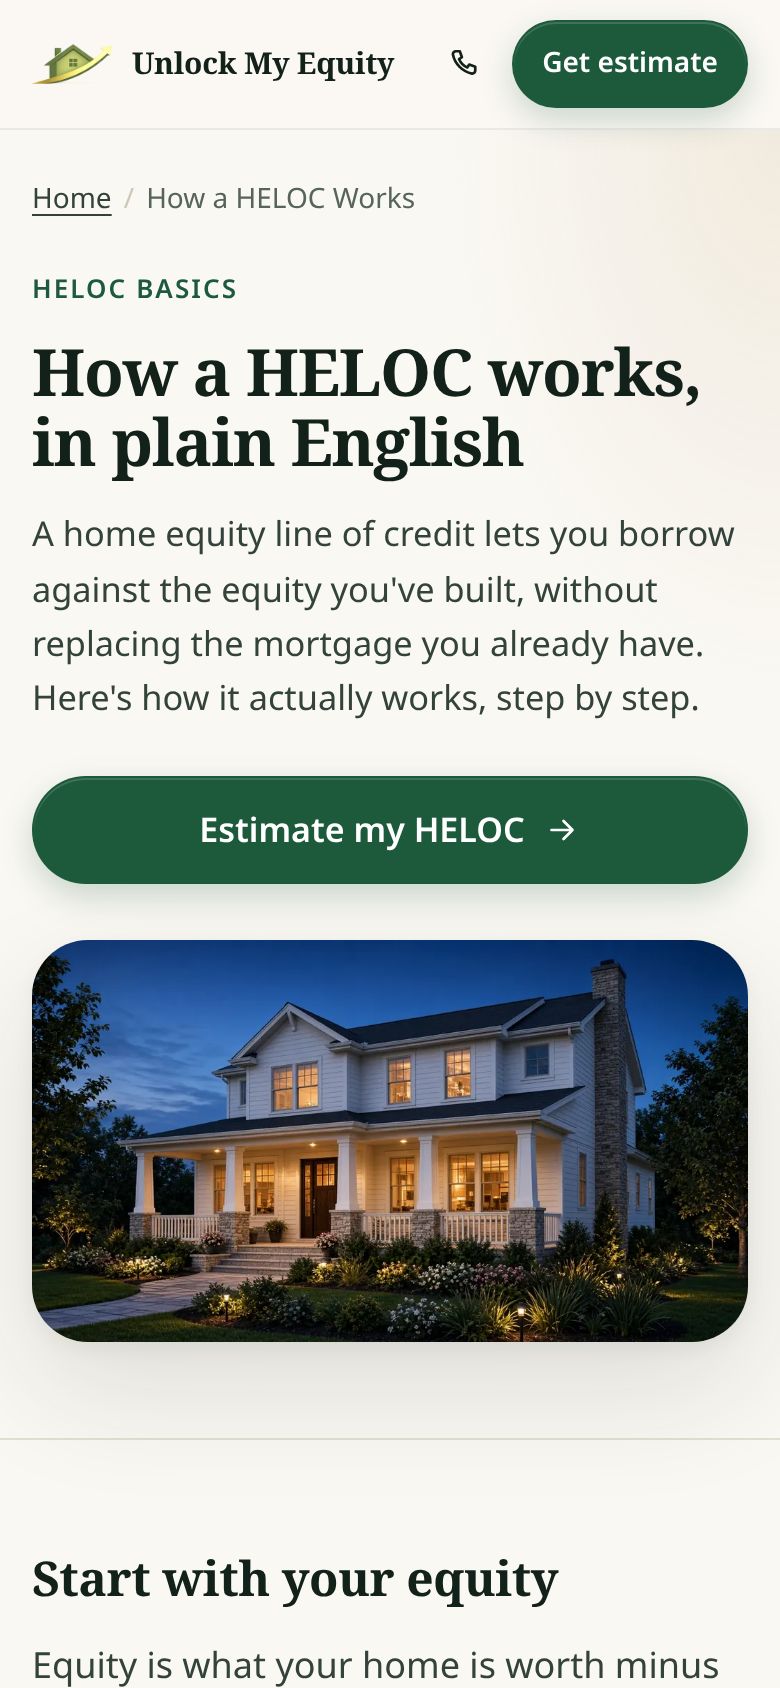 Unlock My Equity
Get estimate
Home / How a HELOC Works
HELOC BASICS
How a HELOC works,
in plain English
A home equity line of credit lets you borrow
against the equity you've built, without
replacing the mortgage you already have.
Here's how it actually works, step by step.
Estimate my HELOC →
Start with your equity
Equity is what your home is worth minus